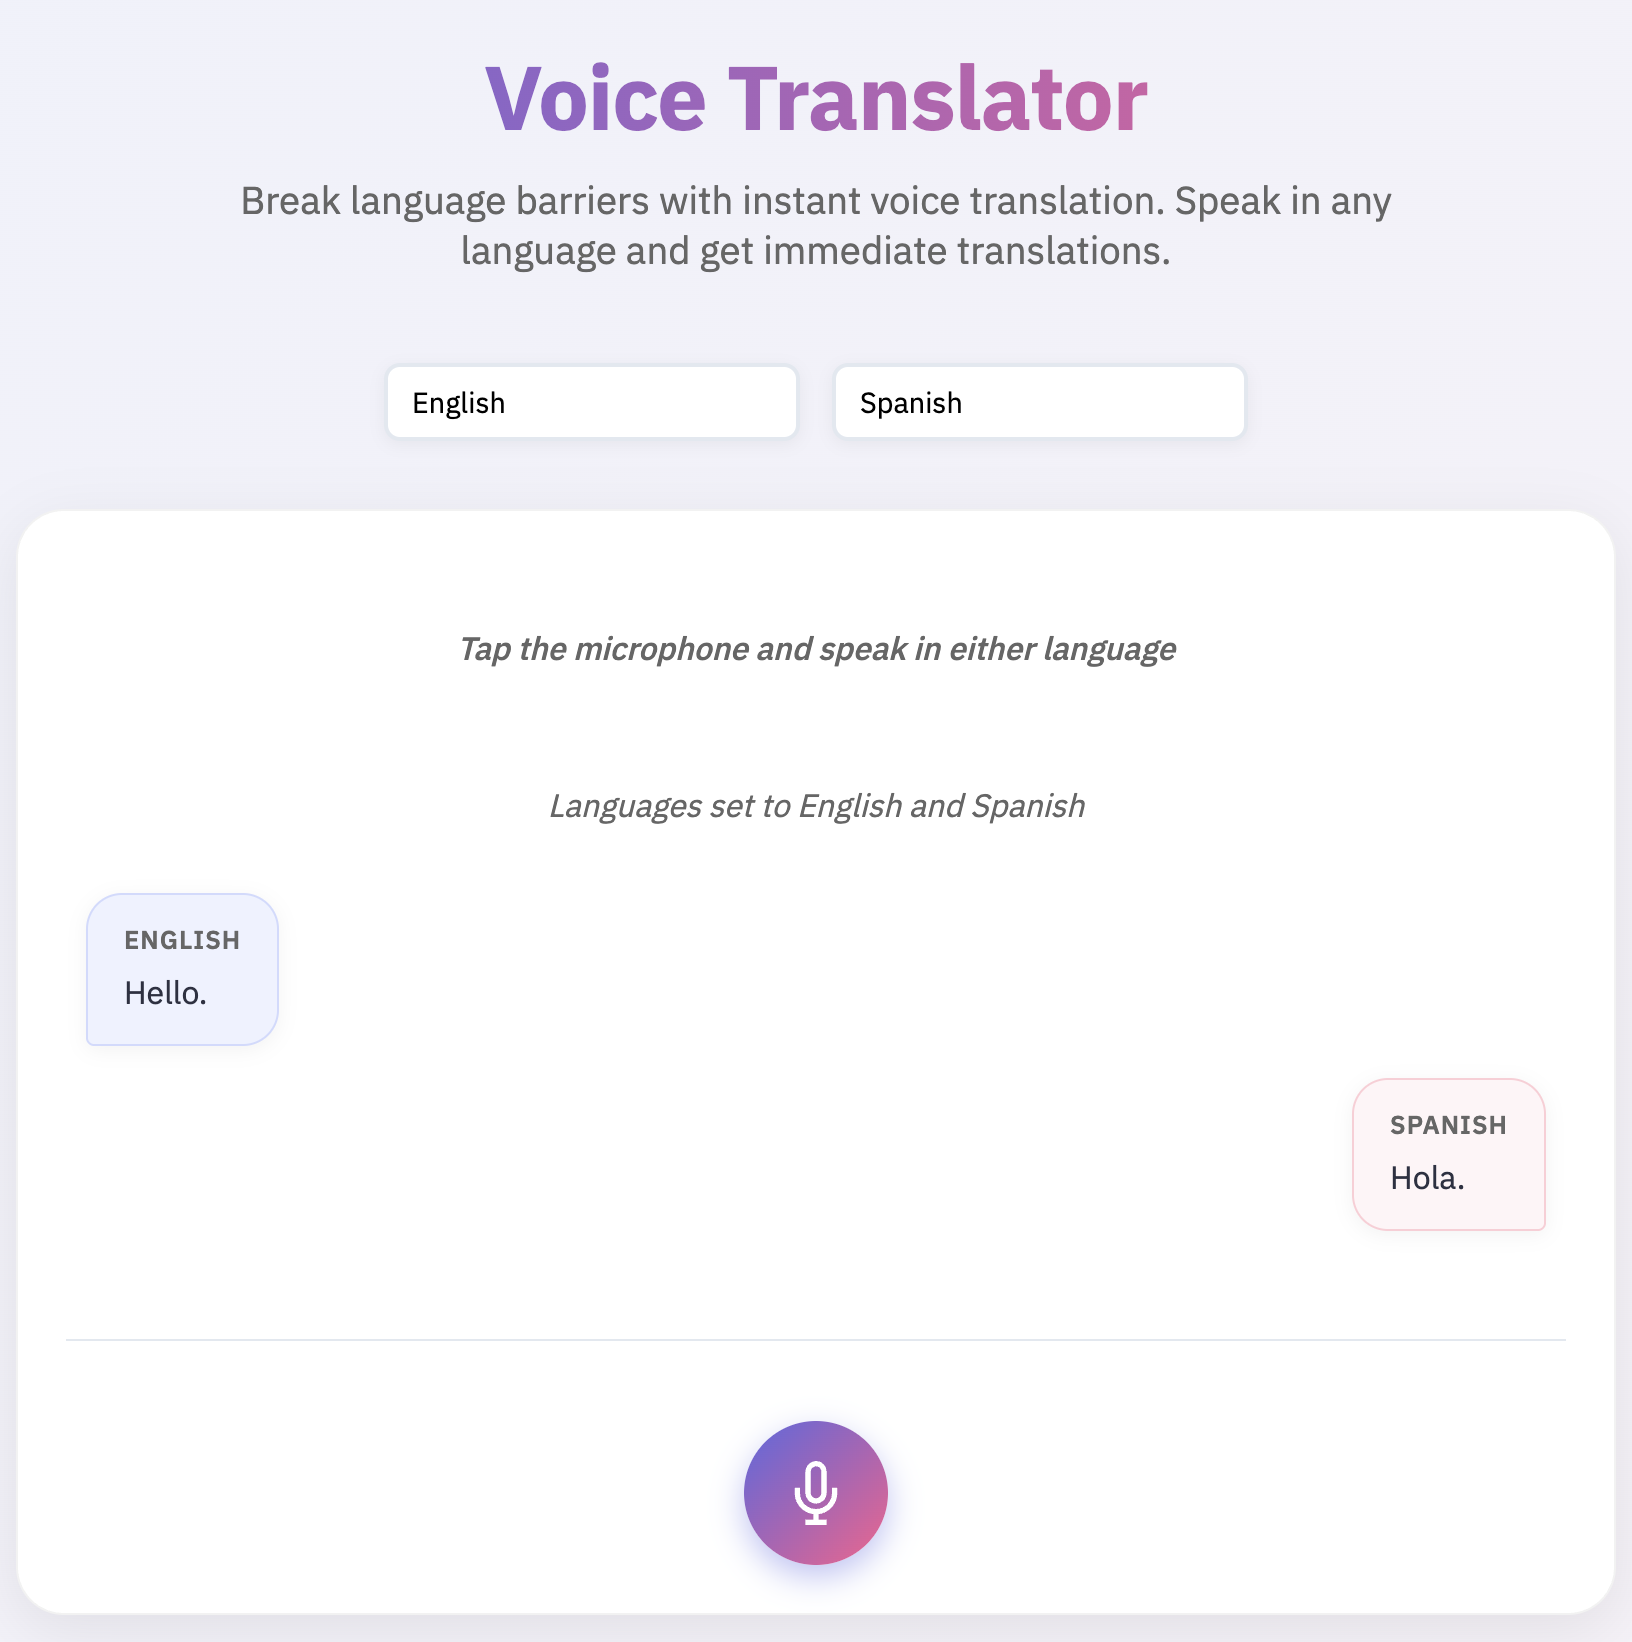 Voice Translator
Break language barriers with instant voice translation. Speak in any
language and get immediate translations.
English
Spanish
Tap the microphone and speak in either language
Languages set to English and Spanish
ENGLISH
Hello.
SPANISH
Hola.